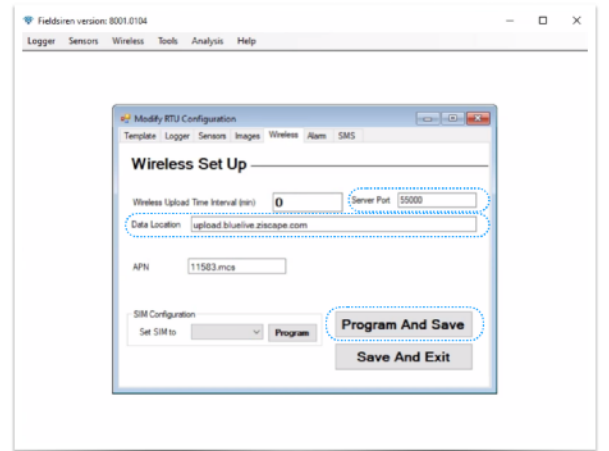 Fieldsiren version: 8001.0104
Logger Sensors Wireless Tools Analysis Help
Modify RTU Configuration
Template Logger Sensors Images Wireless Alarm SMS
Wireless Set Up
Wireless Upload Time Interval (min) 0 Server Port 55000
Data Location upload.bluelive.ziscape.com
APN 11583.mcs
SIM Configuration
Set SIM to Program
Program And Save
Save And Exit